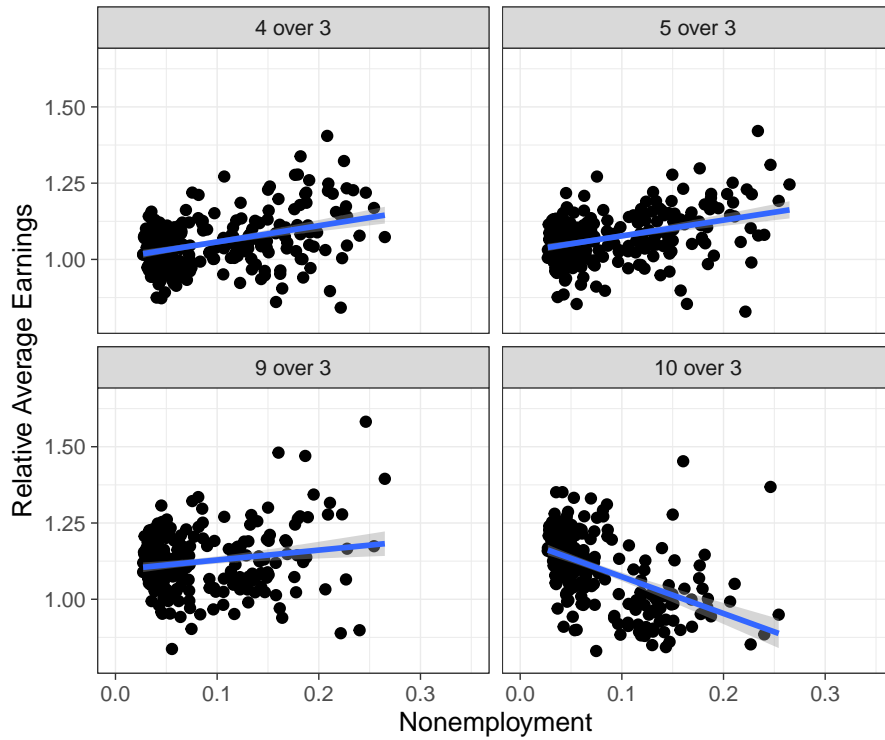 4 over 3
5 over 3
1.50
1.25
1.00
9 over 3
10 over 3
1.50
1.25
1.00
0.0 0.1 0.2 0.3
0.0 0.1 0.2 0.3
Relative Average Earnings
Nonemployment